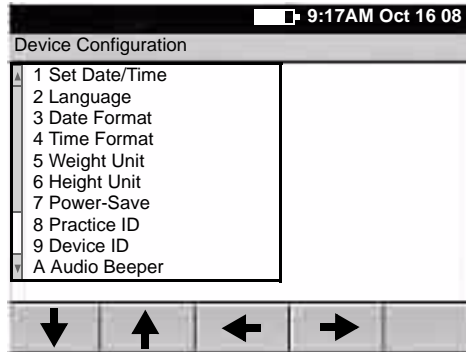 9:17AM Oct 16 08
Device Configuration
1 Set Date/Time
2 Language
3 Date Format
4 Time Format
5 Weight Unit
6 Height Unit
7 Power-Save
8 Practice ID
9 Device ID
A Audio Beeper